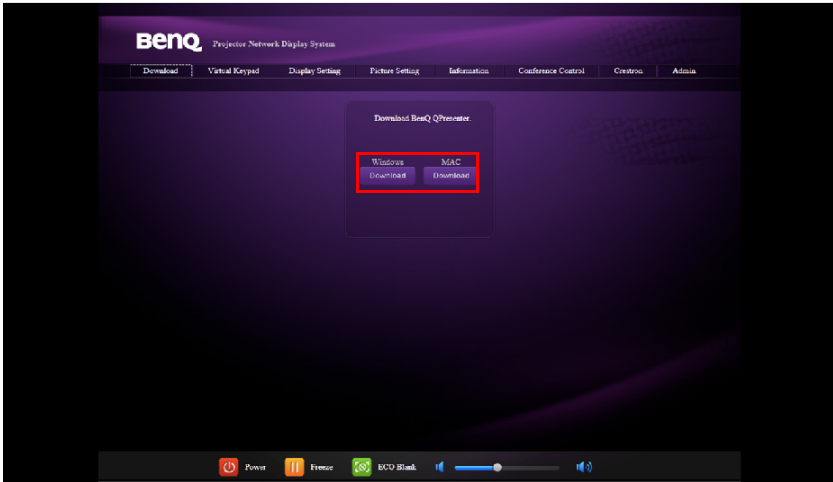 BenQ Projector Network Display System
Download Virtual Keypad Display Setting Picture Setting Information Conference Control Crestron Admin
Download BenQ QPresenter.
Windows MAC
Download Download
Power Freeze ECO Blank